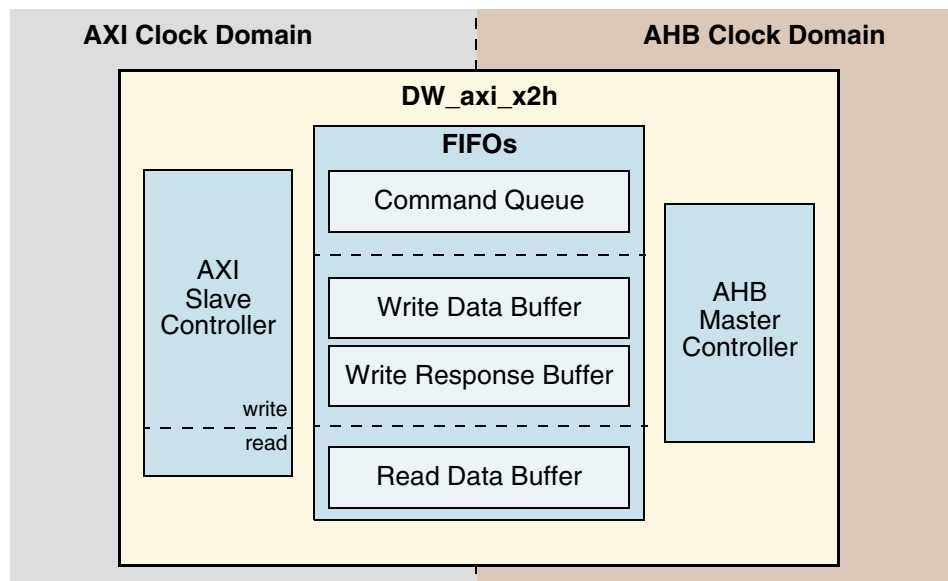 AXI Clock Domain
AHB Clock Domain
DW_axi_x2h
FIFOs
Command Queue
AXI
Slave
Controller
write
read
Write Data Buffer
Write Response Buffer
Read Data Buffer
AHB
Master
Controller